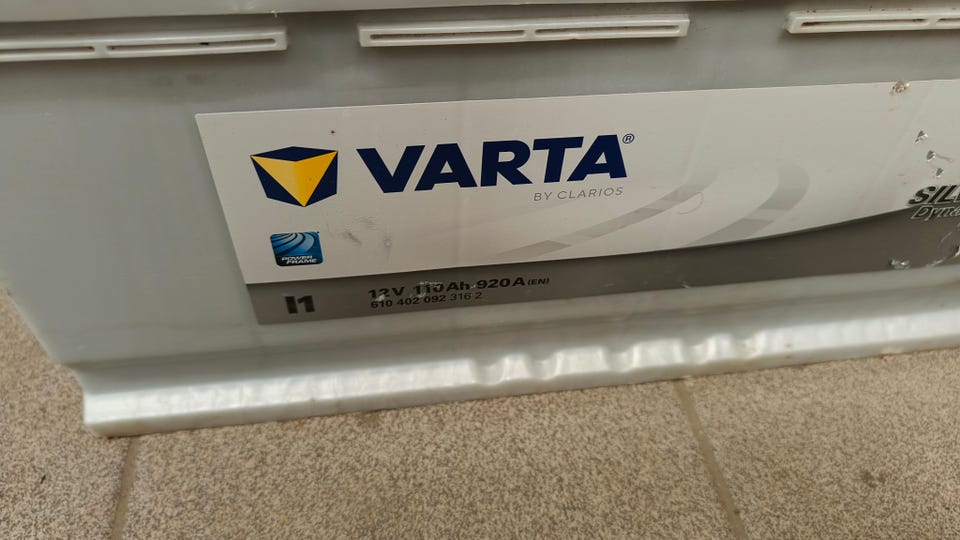 VARTA®
BY CLARIOS
POWER
FRAME
I1
12V 110Ah 920A (EN)
610 402 092 316 2